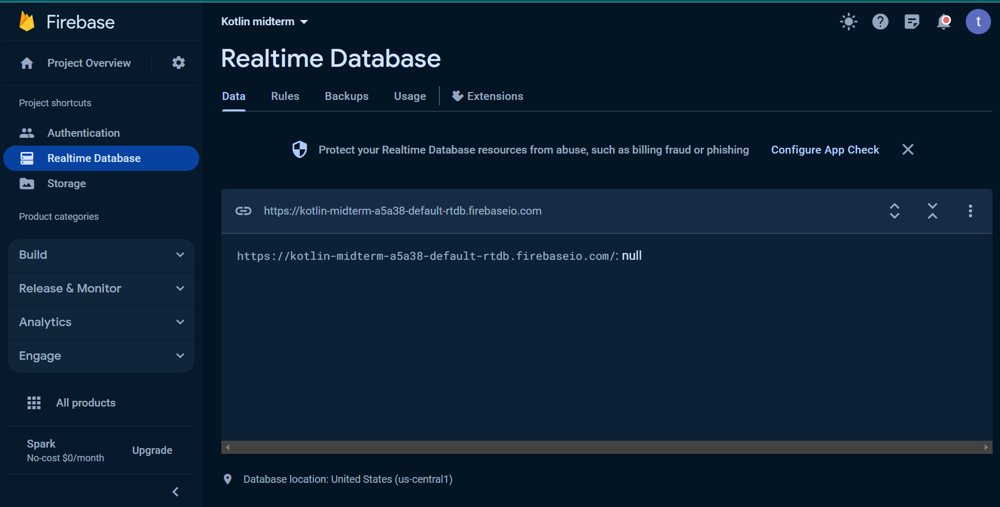 Firebase
Project Overview
Project shortcuts
Authentication
Realtime Database
Storage
Product categories
Build
Release & Monitor
Analytics
Engage
All products
Spark
No-cost $0/month
Upgrade
Kotlin midterm
t
Realtime Database
Data Rules Backups Usage Extensions
Protect your Realtime Database resources from abuse, such as billing fraud or phishing Configure App Check
https://kotlin-midterm-a5a38-default-rtdb.firebaseio.com
https://kotlin-midterm-a5a38-default-rtdb.firebaseio.com/: null
Database location: United States (us-central1)